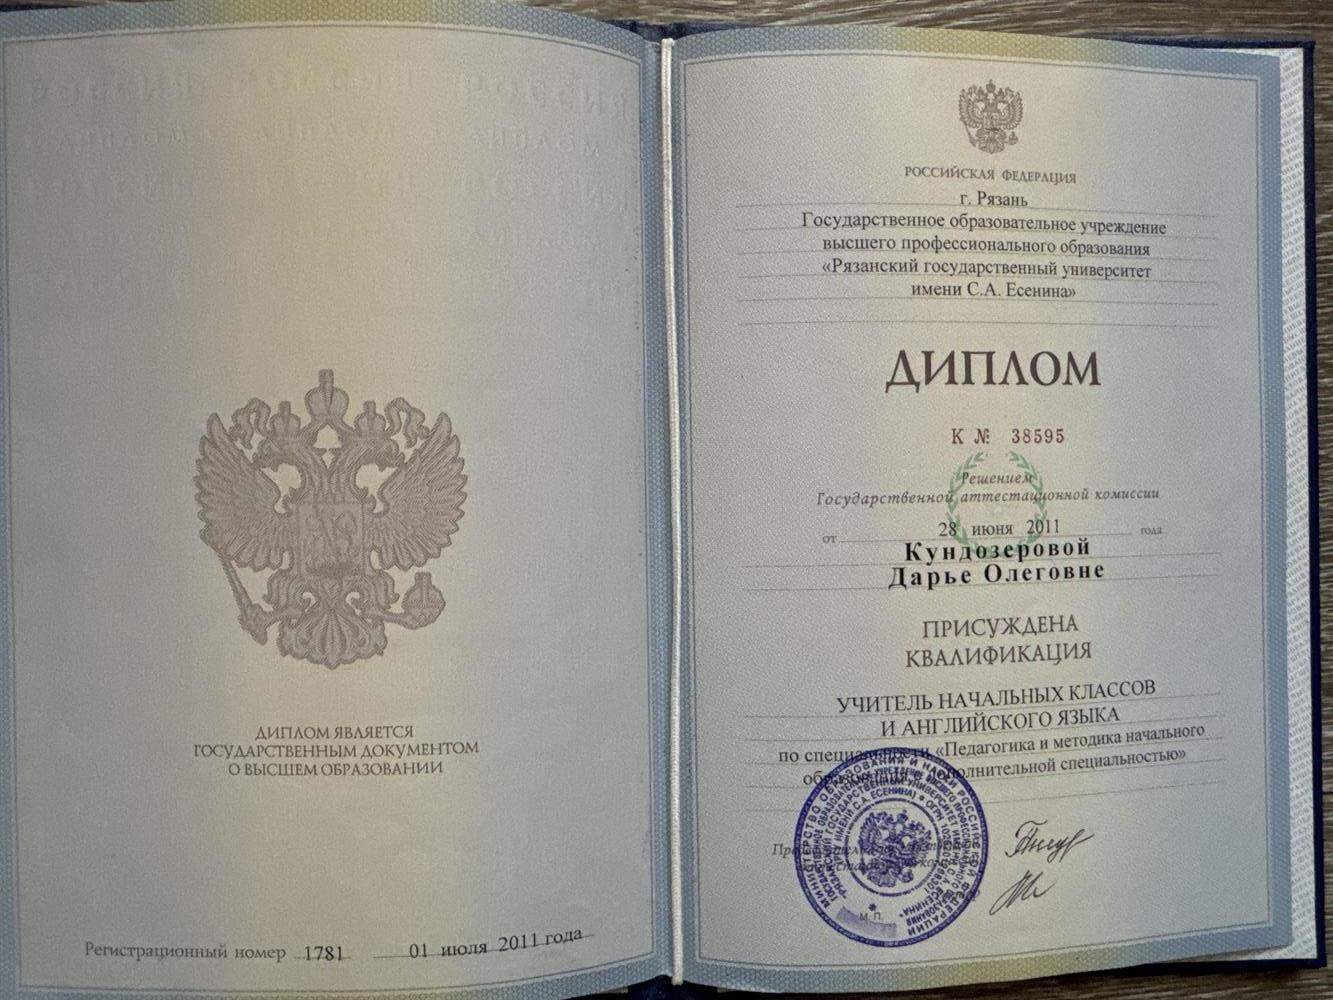 ДИПЛОМ ЯВЛЯЕТСЯ
ГОСУДАРСТВЕННЫМ ДОКУМЕНТОМ
О ВЫСШЕМ ОБРАЗОВАНИИ
Регистрационный номер 1781 01 июля 2011 года
РОССИЙСКАЯ ФЕДЕРАЦИЯ
г. Рязань
Государственное образовательное учреждение
высшего профессионального образования
«Рязанский государственный университет
имени С.А. Есенина»
ДИПЛОМ
К № 38595
Решением
Государственной аттестационной комиссии
от 28 июня 2011 года
Кундозеровой
Дарье Олеговне
ПРИСУЖДЕНА
КВАЛИФИКАЦИЯ
УЧИТЕЛЬ НАЧАЛЬНЫХ КЛАССОВ
И АНГЛИЙСКОГО ЯЗЫКА
по специальности «Педагогика и методика начального
образования с дополнительной специальностью»
М.П.